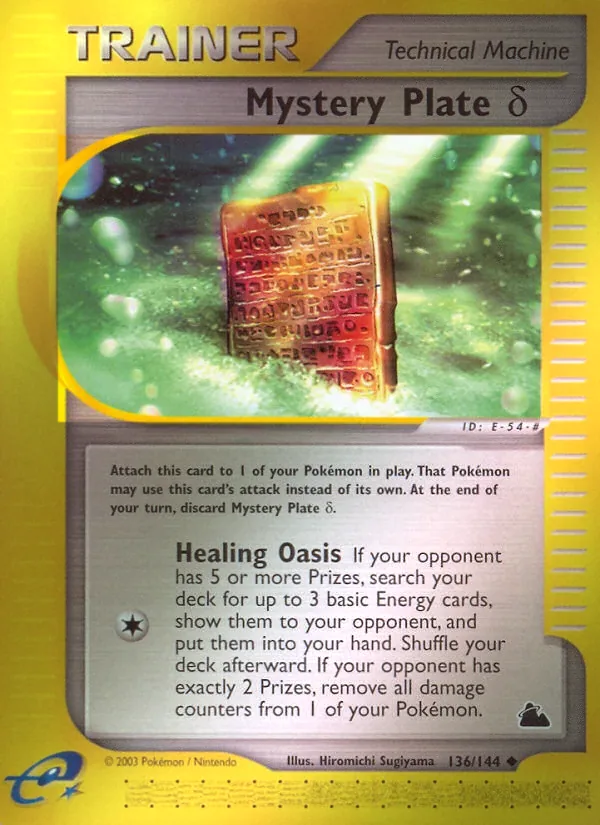 TRAINER
Technical Machine
Mystery Plate δ
ID: E-54-#
Attach this card to 1 of your Pokémon in play. That Pokémon
may use this card's attack instead of its own. At the end of
your turn, discard Mystery Plate δ.
Healing Oasis If your opponent
has 5 or more Prizes, search your
deck for up to 3 basic Energy cards,
show them to your opponent, and
put them into your hand. Shuffle your
deck afterward. If your opponent has
exactly 2 Prizes, remove all damage
counters from 1 of your Pokémon.
© 2003 Pokémon / Nintendo Illus. Hiromichi Sugiyama 136/144 ◆
e